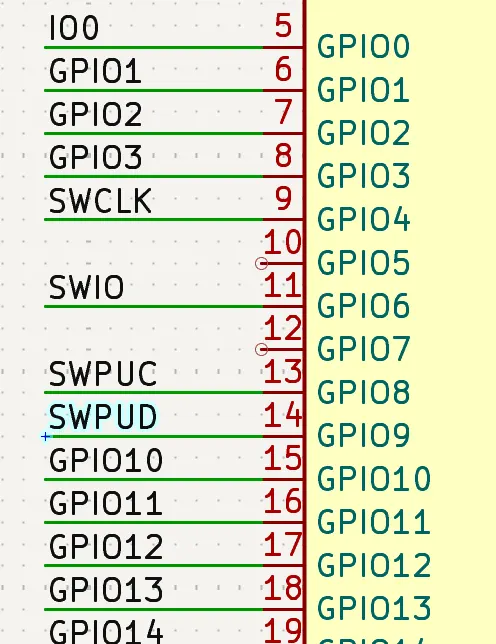 IO0 5 GPIO0
GPIO1 6 GPIO1
GPIO2 7 GPIO2
GPIO3 8 GPIO3
SWCLK 9 GPIO4
10 GPIO5
SWIO 11 GPIO6
12 GPIO7
SWPUC 13 GPIO8
SWPUD 14 GPIO9
GPIO10 15 GPIO10
GPIO11 16 GPIO11
GPIO12 17 GPIO12
GPIO13 18 GPIO13
GPIO14 19